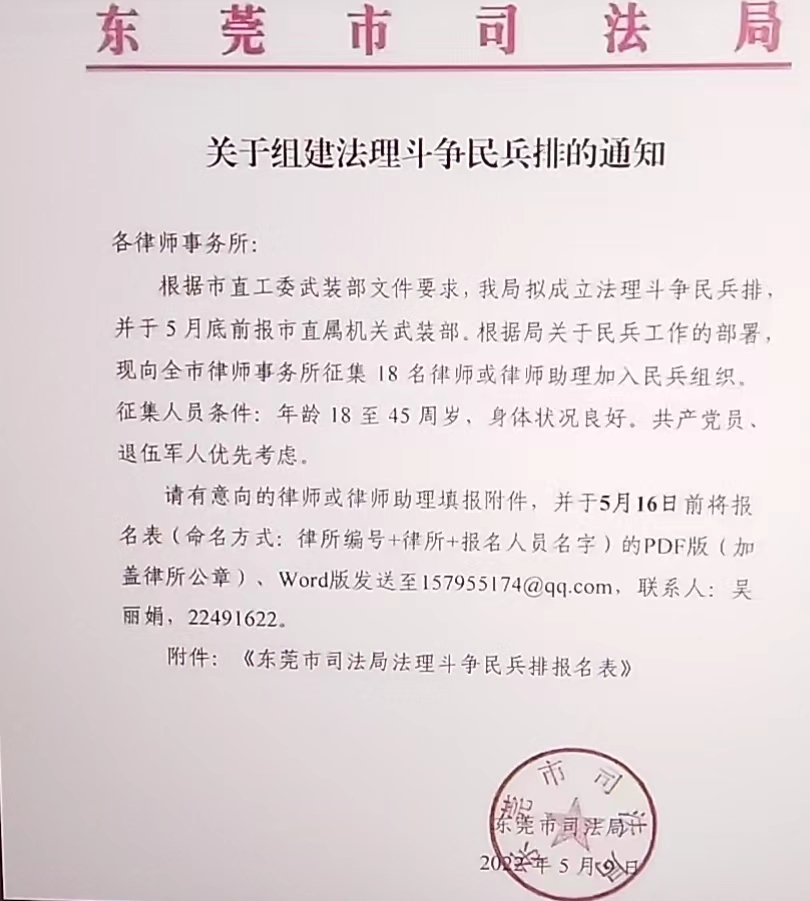 东莞市司法局
关于组建法理斗争民兵排的通知
各律师事务所：
根据市直工委武装部文件要求，我局拟成立法理斗争民兵排，
并于5月底前报市直属机关武装部。根据局关于民兵工作的部署，
现向全市律师事务所征集 18 名律师或律师助理加入民兵组织。
征集人员条件：年龄 18 至 45 周岁，身体状况良好。共产党员、
退伍军人优先考虑。
请有意向的律师或律师助理填报附件，并于5月16日前将报
名表（命名方式：律所编号+律所+报名人员名字）的PDF版（加
盖律所公章）、Word版发送至157955174@qq.com，联系人：吴
丽娟，22491622。
附件：《东莞市司法局法理斗争民兵排报名表》
东莞市司法局
东莞市司法局
2022年5月9日